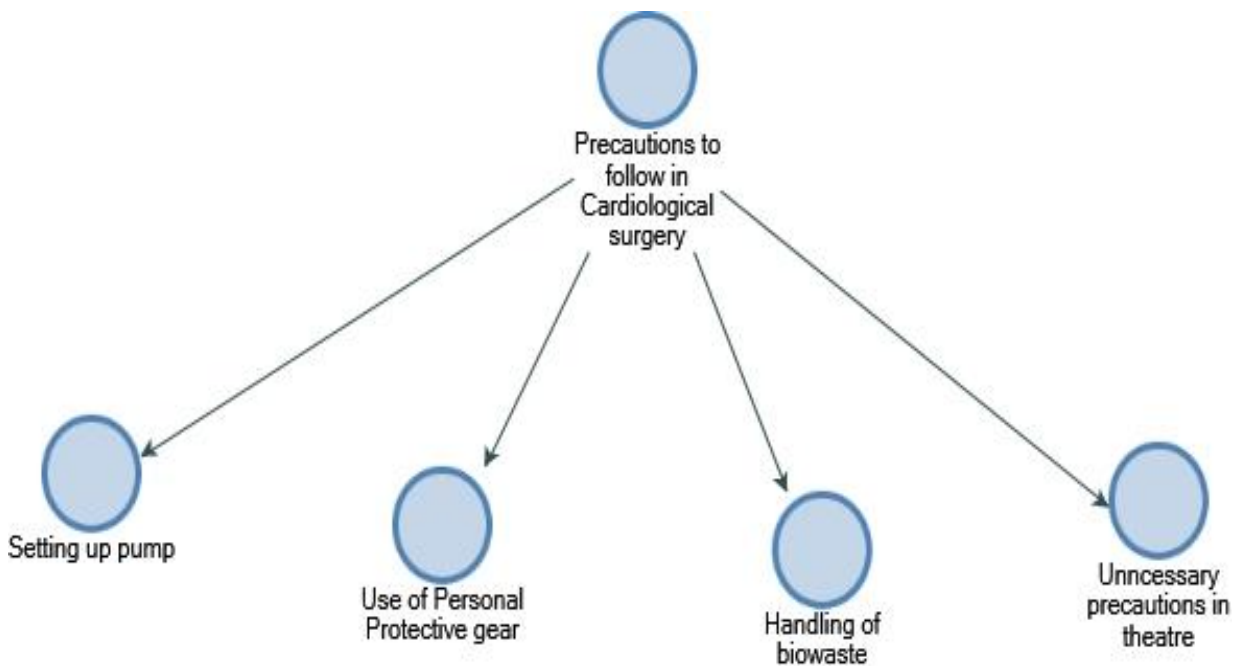 Precautions to
follow in
Cardiological
surgery
Setting up pump
Use of Personal
Protective gear
Handling of
biowaste
Unncessary
precautions in
theatre